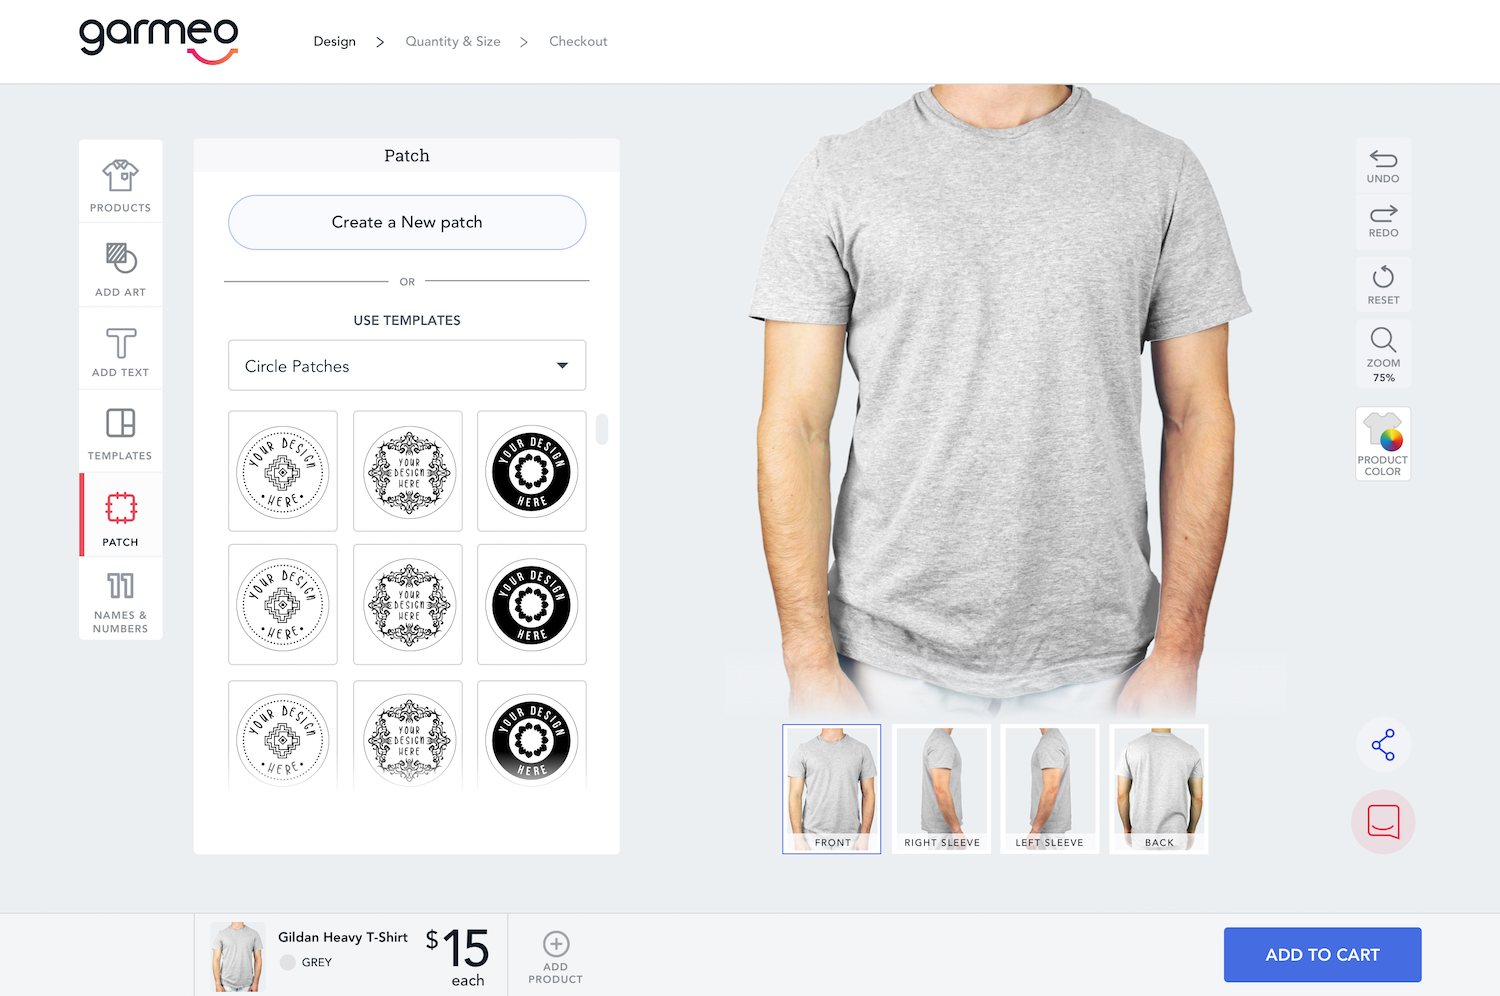 garmeo
Design > Quantity & Size > Checkout
PRODUCTS
ADD ART
ADD TEXT
TEMPLATES
PATCH
NAMES &
NUMBERS
Patch
Create a New patch
OR
USE TEMPLATES
Circle Patches
YOUR DESIGN
• HERE •
YOUR
DESIGN
HERE
YOUR DESIGN
HERE
YOUR DESIGN
• HERE •
YOUR
DESIGN
HERE
YOUR DESIGN
HERE
YOUR DESIGN
• HERE •
YOUR
DESIGN
HERE
YOUR DESIGN
HERE
UNDO
REDO
RESET
ZOOM
75%
PRODUCT
COLOR
FRONT
RIGHT SLEEVE
LEFT SLEEVE
BACK
Gildan Heavy T-Shirt
GREY
$15
each
ADD
PRODUCT
ADD TO CART